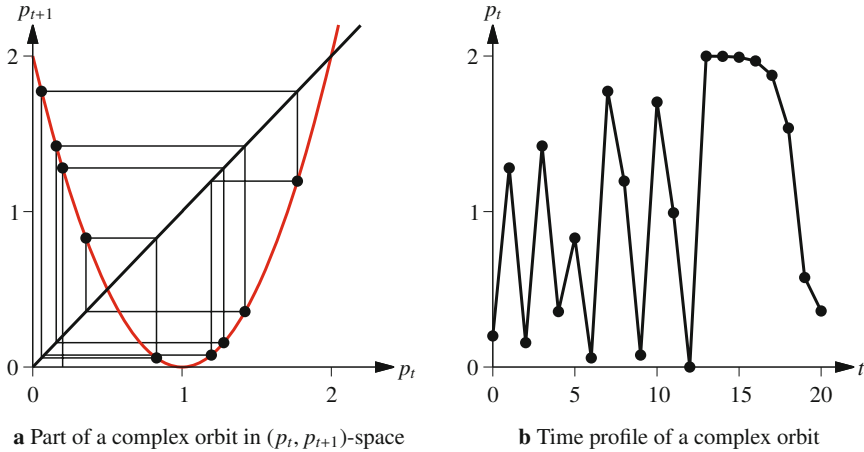 p_{t+1}
2
1
0
0
1
2
p_t
a Part of a complex orbit in (p_t, p_{t+1})-space
p_t
2
1
0
0
5
10
15
20
t
b Time profile of a complex orbit